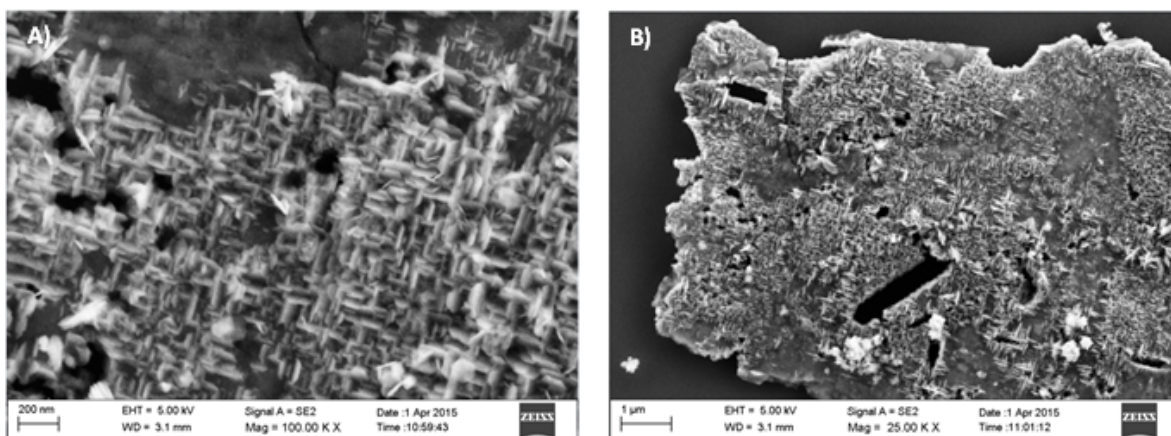 A)
200 nm
EHT = 5.00 kV
WD = 3.1 mm
Signal A = SE2
Mag = 100.00 K X
Date :1 Apr 2015
Time :10:59:43
ZEISS
B)
1 µm
EHT = 5.00 kV
WD = 3.1 mm
Signal A = SE2
Mag = 25.00 K X
Date :1 Apr 2015
Time :11:01:12
ZEISS